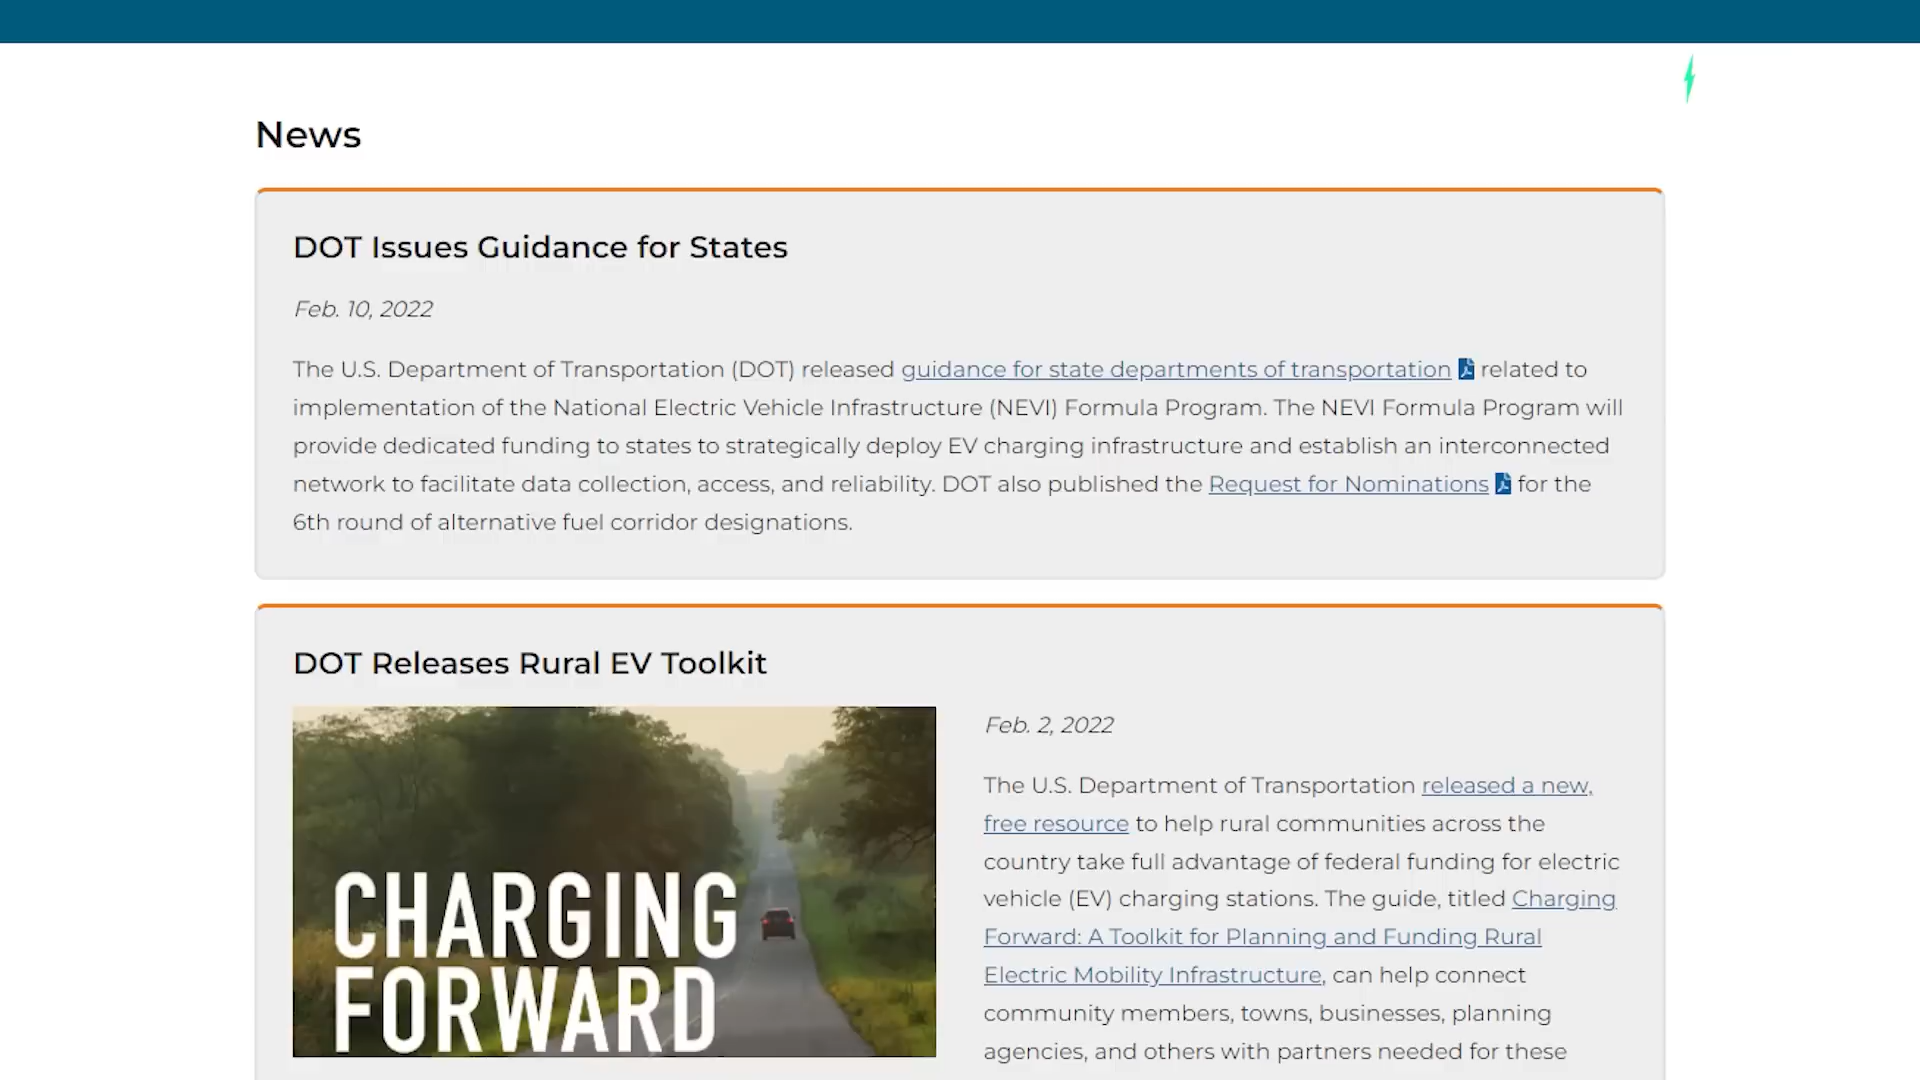 News
DOT Issues Guidance for States
Feb. 10, 2022
The U.S. Department of Transportation (DOT) released guidance for state departments of transportation related to
implementation of the National Electric Vehicle Infrastructure (NEVI) Formula Program. The NEVI Formula Program will
provide dedicated funding to states to strategically deploy EV charging infrastructure and establish an interconnected
network to facilitate data collection, access, and reliability. DOT also published the Request for Nominations for the
6th round of alternative fuel corridor designations.
DOT Releases Rural EV Toolkit
CHARGING
FORWARD
Feb. 2, 2022
The U.S. Department of Transportation released a new,
free resource to help rural communities across the
country take full advantage of federal funding for electric
vehicle (EV) charging stations. The guide, titled Charging
Forward: A Toolkit for Planning and Funding Rural
Electric Mobility Infrastructure, can help connect
community members, towns, businesses, planning
agencies, and others with partners needed for these